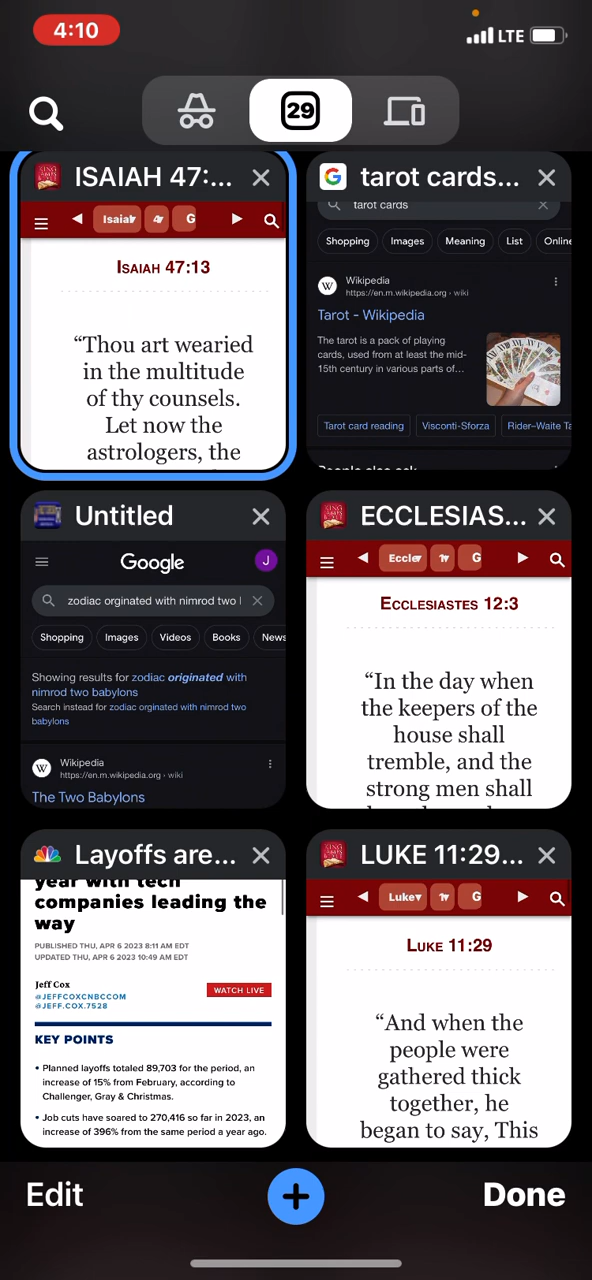 4:10
LTE
29
ISAIAH 47:...
Isaiah
G
ISAIAH 47:13
“Thou art wearied
in the multitude
of thy counsels.
Let now the
astrologers, the
tarot cards...
tarot cards
Shopping
Images
Meaning
List
Online
W
Wikipedia
https://en.m.wikipedia.org › wiki
Tarot - Wikipedia
The tarot is a pack of playing
cards, used from at least the mid-
15th century in various parts of...
Tarot card reading
Visconti-Sforza
Rider–Waite Ta
Untitled
Google
J
zodiac orginated with nimrod two
Shopping
Images
Videos
Books
News
Showing results for zodiac originated with
nimrod two babylons
Search instead for zodiac orginated with nimrod two
babylons
W
Wikipedia
https://en.m.wikipedia.org › wiki
The Two Babylons
ECCLESIAS...
Eccle
G
ECCLESIASTES 12:3
“In the day when
the keepers of the
house shall
tremble, and the
strong men shall
Layoffs are...
year with tech
companies leading the
way
PUBLISHED THU, APR 6 2023 8:11 AM EDT
UPDATED THU, APR 6 2023 10:49 AM EDT
Jeff Cox
@JEFFCOXCNBCCOM
@JEFF.COX.7528
WATCH LIVE
KEY POINTS
• Planned layoffs totaled 89,703 for the period, an
increase of 15% from February, according to
Challenger, Gray & Christmas.
• Job cuts have soared to 270,416 so far in 2023, an
increase of 396% from the same period a year ago.
LUKE 11:29...
Luke
G
LUKE 11:29
“And when the
people were
gathered thick
together, he
began to say, This
Edit
Done